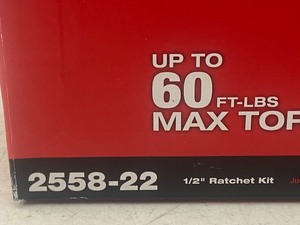 UP TO
60 FT-LBS
MAX TOR
2558-22 1/2" Ratchet Kit